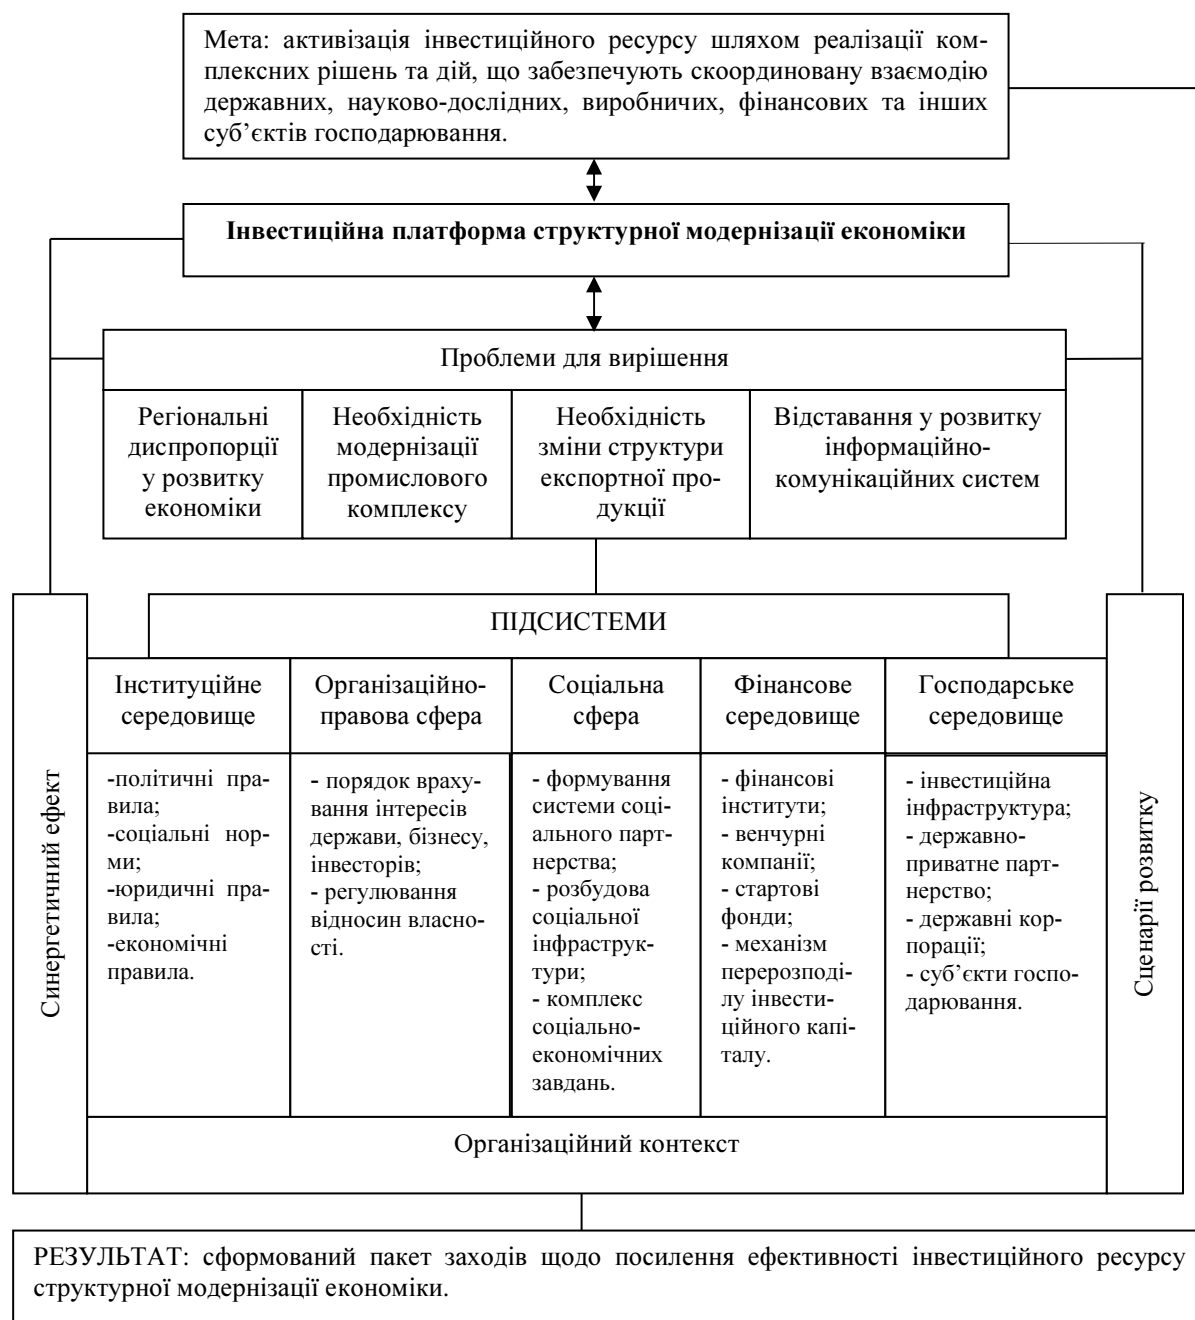 Мета: активізація інвестиційного ресурсу шляхом реалізації ком-
плексних рішень та дій, що забезпечують скоординовану взаємодію
державних, науково-дослідних, виробничих, фінансових та інших
суб’єктів господарювання.
Інвестиційна платформа структурної модернізації економіки
Проблеми для вирішення
Регіональні
диспропорції
у розвитку
економіки
Необхідність
модернізації
промислового
комплексу
Необхідність
зміни структури
експортної про-
дукції
Відставання у розвитку
інформаційно-
комунікаційних систем
Синергетичний ефект
ПІДСИСТЕМИ
Інституційне
середовище
Організаційно-
правова сфера
Соціальна
сфера
Фінансове
середовище
Господарське
середовище
-політичні пра-
вила;
-соціальні нор-
ми;
-юридичні пра-
вила;
-економічні
правила.
- порядок враху-
вання інтересів
держави, бізнесу,
інвесторів;
- регулювання
відносин власно-
сті.
- формування
системи соці-
ального парт-
нерства;
- розбудова
соціальної
інфраструк-
тури;
- комплекс
соціально-
економічних
завдань.
- фінансові
інститути;
- венчурні
компанії;
- стартові
фонди;
- механізм
перерозподі-
лу інвести-
ційного капі-
талу.
- інвестиційна
інфраструктура;
- державно-
приватне парт-
нерство;
- державні кор-
порації;
- суб’єкти госпо-
дарювання.
Сценарії розвитку
Організаційний контекст
РЕЗУЛЬТАТ: сформований пакет заходів щодо посилення ефективності інвестиційного ресурсу
структурної модернізації економіки.